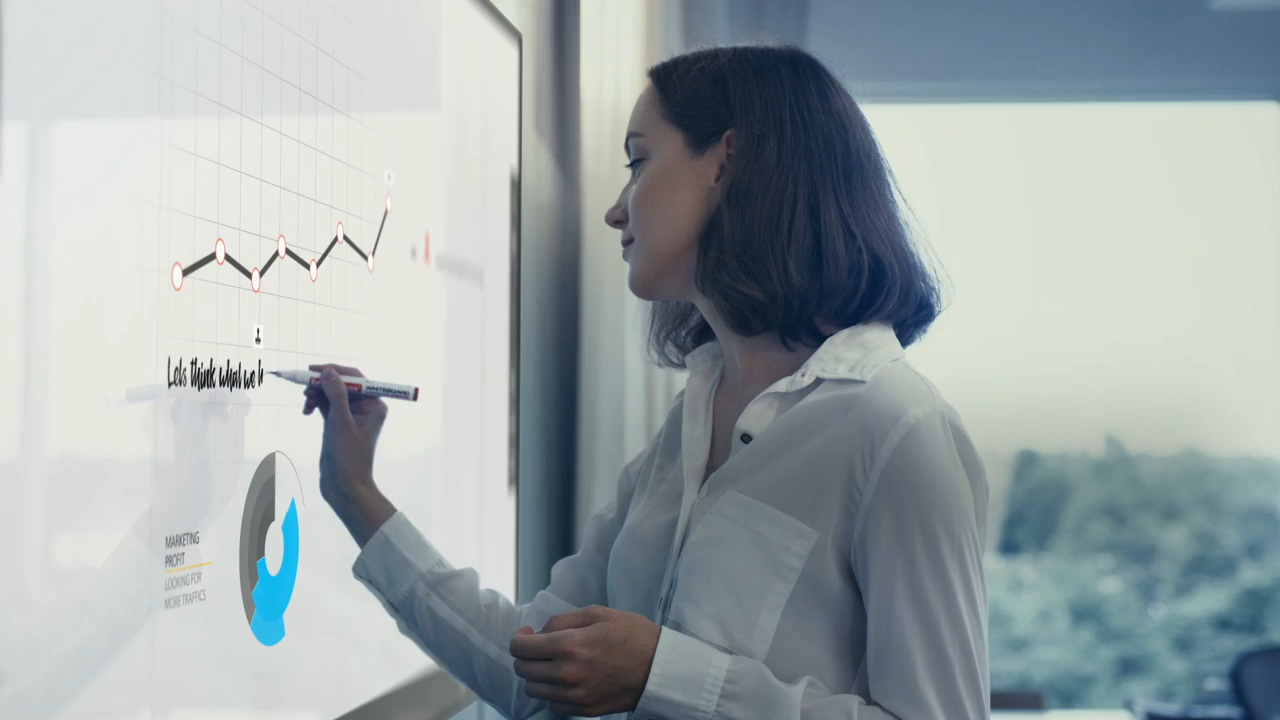 Lets think what we h
WHITEBOARD
MARKETING
PROFIT
LOOKING FOR
MORE TRAFFICS